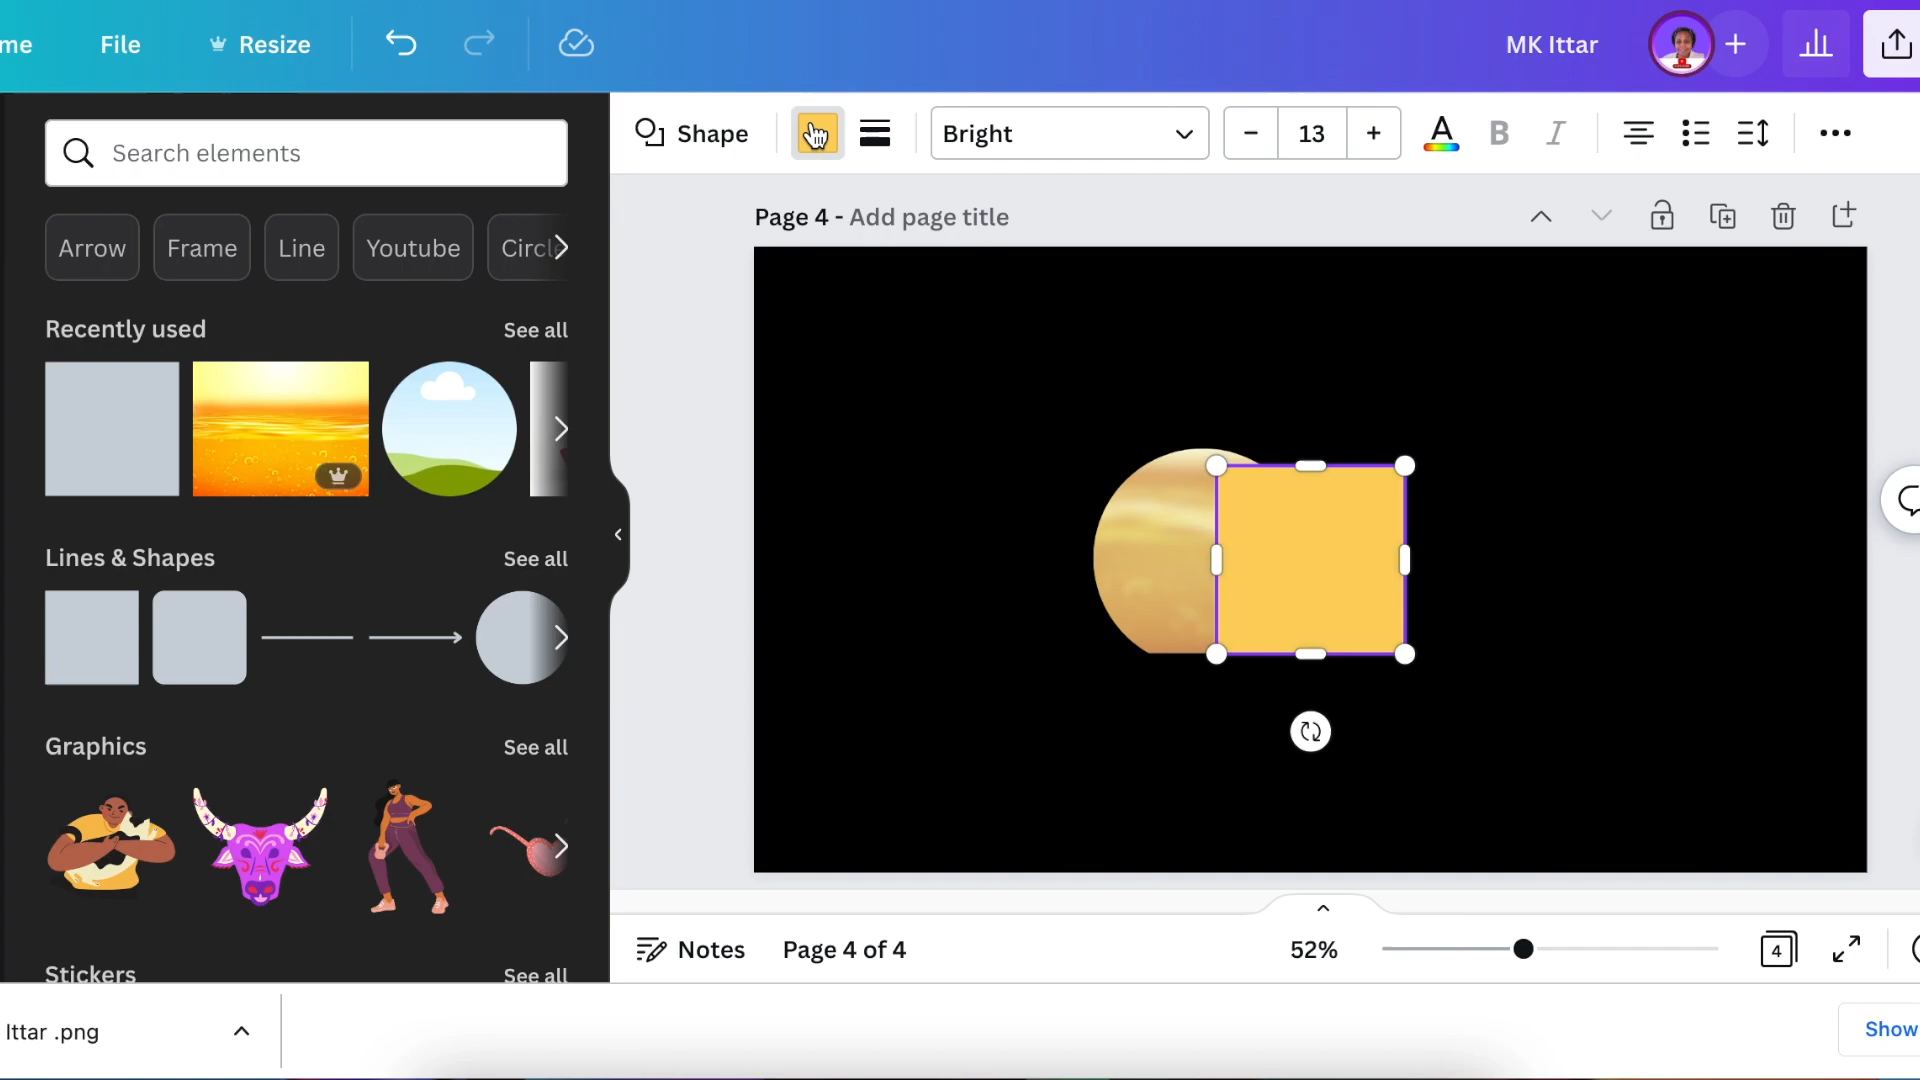 me File Resize MK Ittar
Search elements
Shape Bright - 13 + A B I
Page 4 - Add page title
Arrow Frame Line Youtube Circle
Recently used See all
Lines & Shapes See all
Graphics See all
Stickers See all
Notes Page 4 of 4 52% 4
Ittar .png
Show